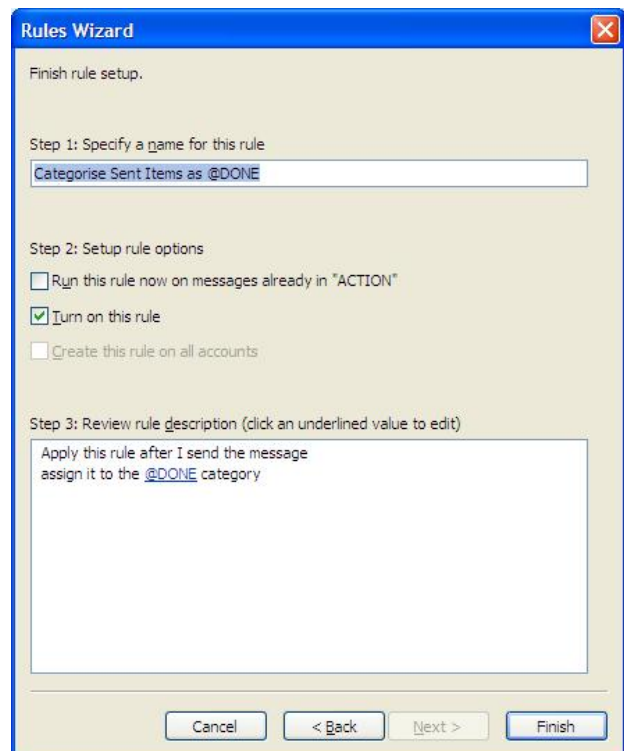 Rules Wizard
Finish rule setup.
Step 1: Specify a name for this rule
Categorise Sent Items as @DONE
Step 2: Setup rule options
Run this rule now on messages already in "ACTION"
Turn on this rule
Create this rule on all accounts
Step 3: Review rule description (click an underlined value to edit)
Apply this rule after I send the message
assign it to the @DONE category
Cancel
< Back
Next >
Finish